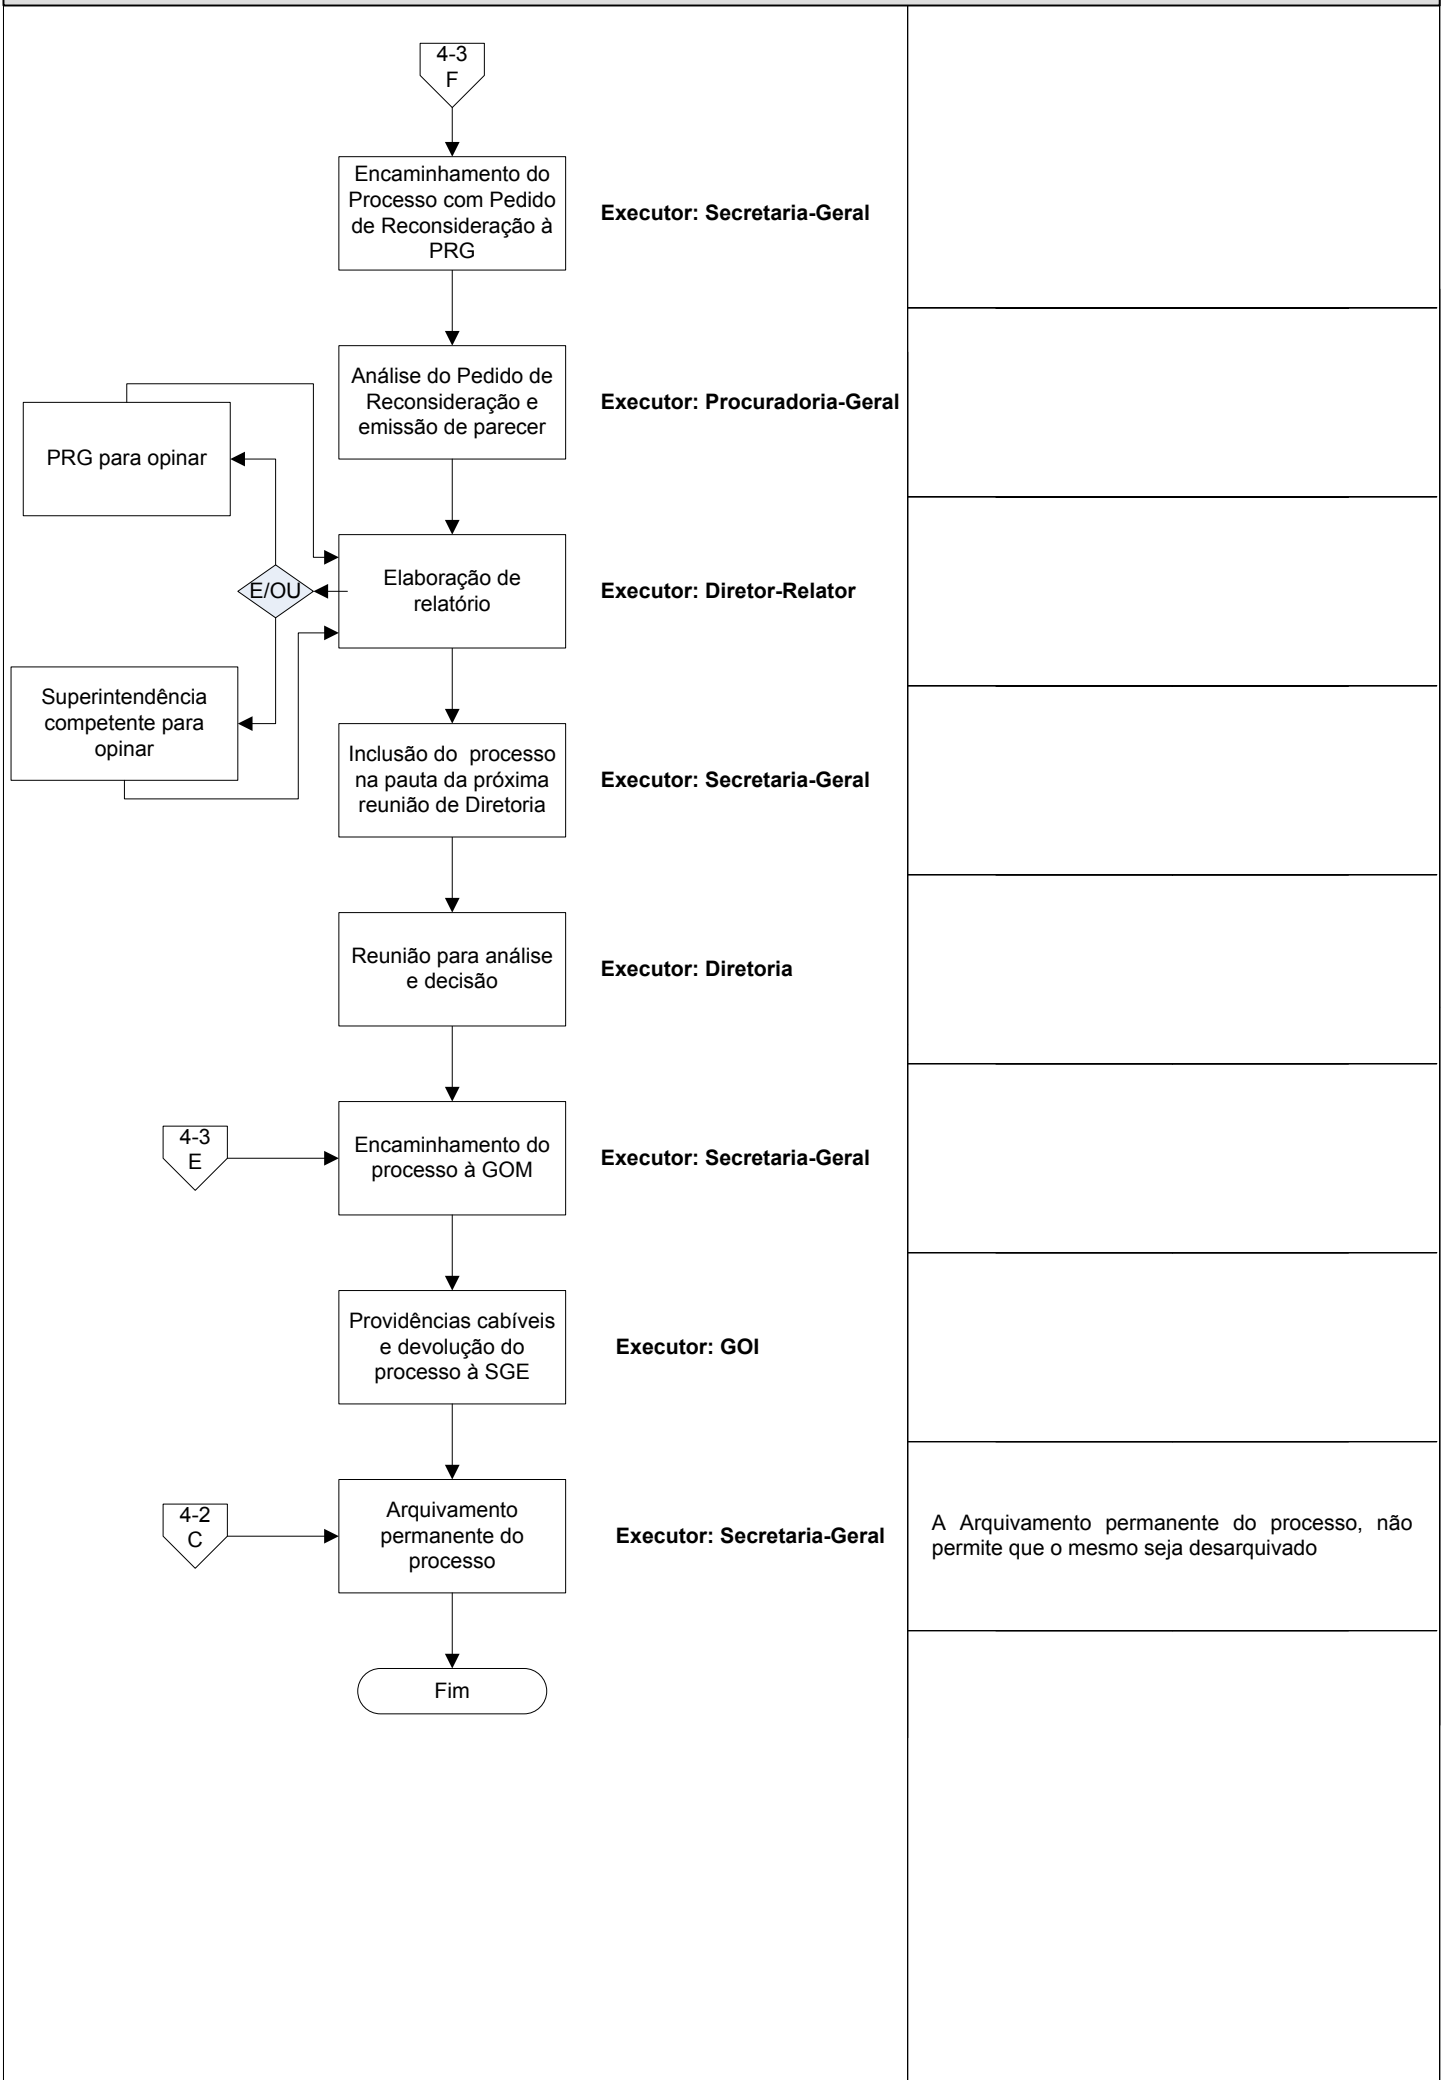 4-3
F
Encaminhamento do
Processo com Pedido
de Reconsideração à
PRG
Executor: Secretaria-Geral
Análise do Pedido de
Reconsideração e
emissão de parecer
Executor: Procuradoria-Geral
PRG para opinar
E/OU
Elaboração de
relatório
Executor: Diretor-Relator
Superintendência
competente para
opinar
Inclusão do processo
na pauta da próxima
reunião de Diretoria
Executor: Secretaria-Geral
Reunião para análise
e decisão
Executor: Diretoria
4-3
E
Encaminhamento do
processo à GOM
Executor: Secretaria-Geral
Providências cabíveis
e devolução do
processo à SGE
Executor: GOI
4-2
C
Arquivamento
permanente do
processo
Executor: Secretaria-Geral
A Arquivamento permanente do processo, não
permite que o mesmo seja desarquivado
Fim